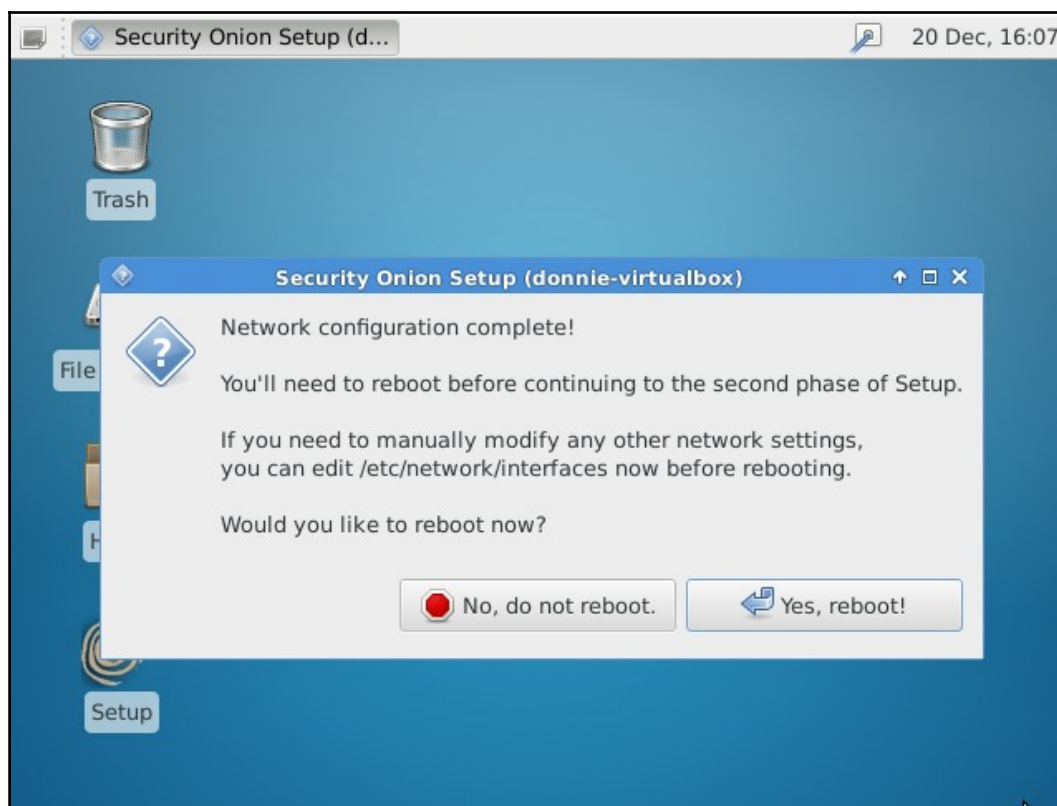 Security Onion Setup (d...
20 Dec, 16:07
Trash
Security Onion Setup (donnie-virtualbox)
Network configuration complete!
File
You'll need to reboot before continuing to the second phase of Setup.
If you need to manually modify any other network settings,
you can edit /etc/network/interfaces now before rebooting.
Would you like to reboot now?
No, do not reboot.
Yes, reboot!
Setup